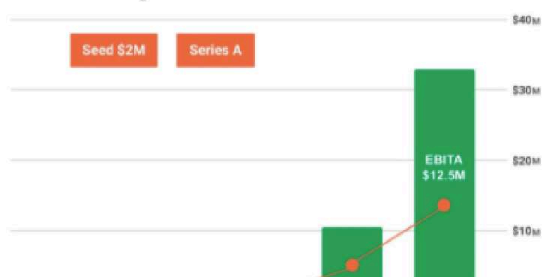 $40M
Seed $2M
Series A
$30M
EBITA
$12.5M
$20M
$10M